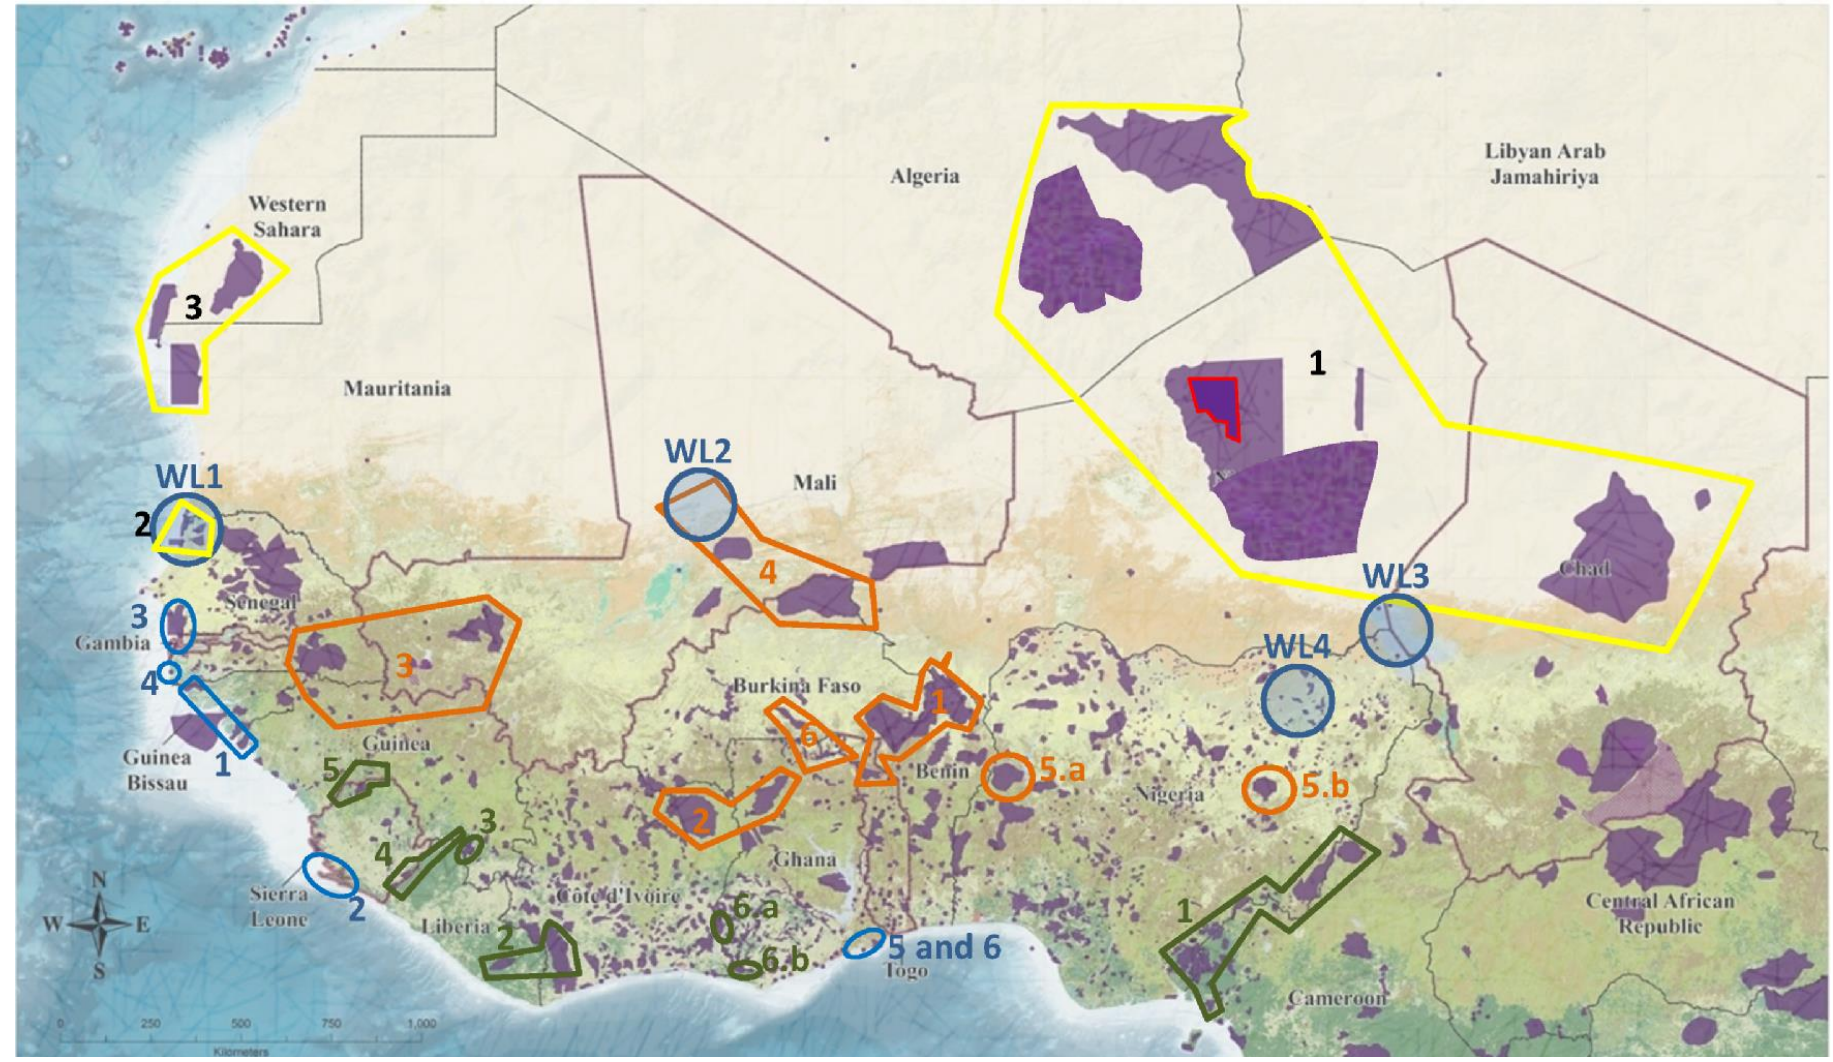 Algeria
Libyan Arab
Jamahiriya
Western
Sahara
3
1
Mauritania
WL1
2
WL2
Mali
4
Chad
WL3
3
Senegal
Gambia
4
3
WL4
Burkina Faso
1
6
Guinea
Bissau
1
Guinea
5
Benin
5.a
Nigeria
5.b
2
3
4
Ghana
Sierra
Leone
2
Côte d'Ivoire
6.a
Liberia
2
6.b
5 and 6
Togo
1
Central African
Republic
Cameroon
N
W
E
S
0
250
500
750
1,000
Kilometers